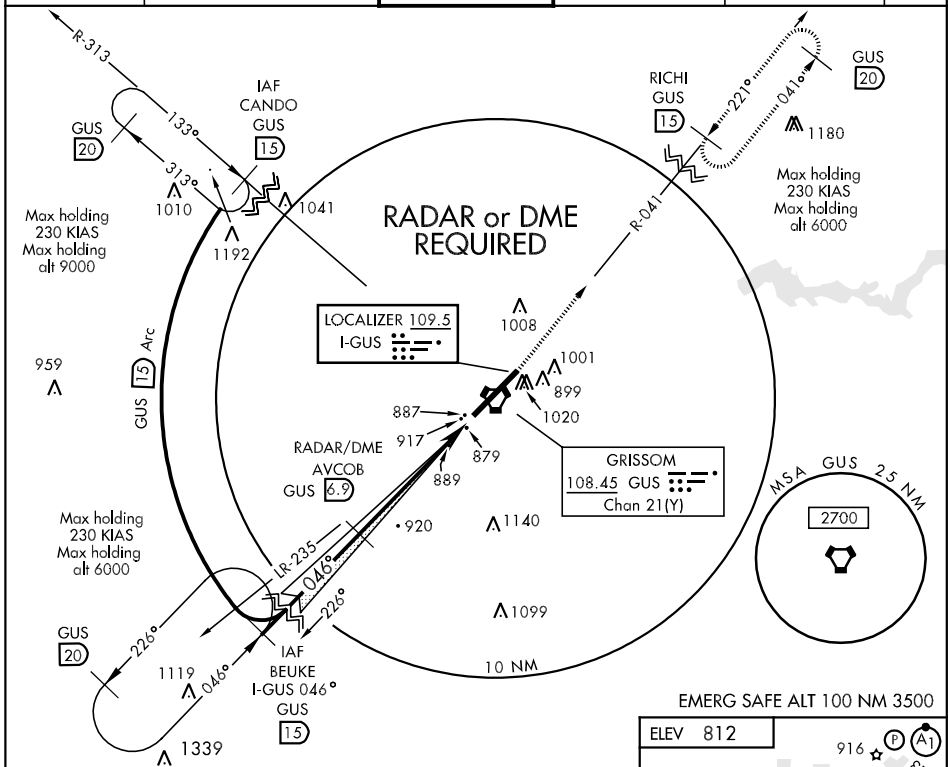 R-313
GUS
20
133°
313°
IAF
CANDO
GUS
15
1010
1192
1041
Max holding
230 KIAS
Max holding
alt 9000
RADAR or DME
REQUIRED
RICHI
GUS
15
221°
041°
GUS
20
1180
Max holding
230 KIAS
Max holding
alt 6000
R-041
LOCALIZER 109.5
I-GUS
1008
1001
899
1020
959
GUS 15 Arc
887
917
879
889
RADAR/DME
AVCOB
GUS 6.9
GRISSOM
108.45 GUS
Chan 21(Y)
MSA GUS 25 NM
2700
920
1140
1099
Max holding
230 KIAS
Max holding
alt 6000
LR-235
046°
226°
GUS
20
226°
046°
1119
1339
IAF
BEUKE
I-GUS 046°
GUS
15
10 NM
EMERG SAFE ALT 100 NM 3500
ELEV 812
916
P
A1